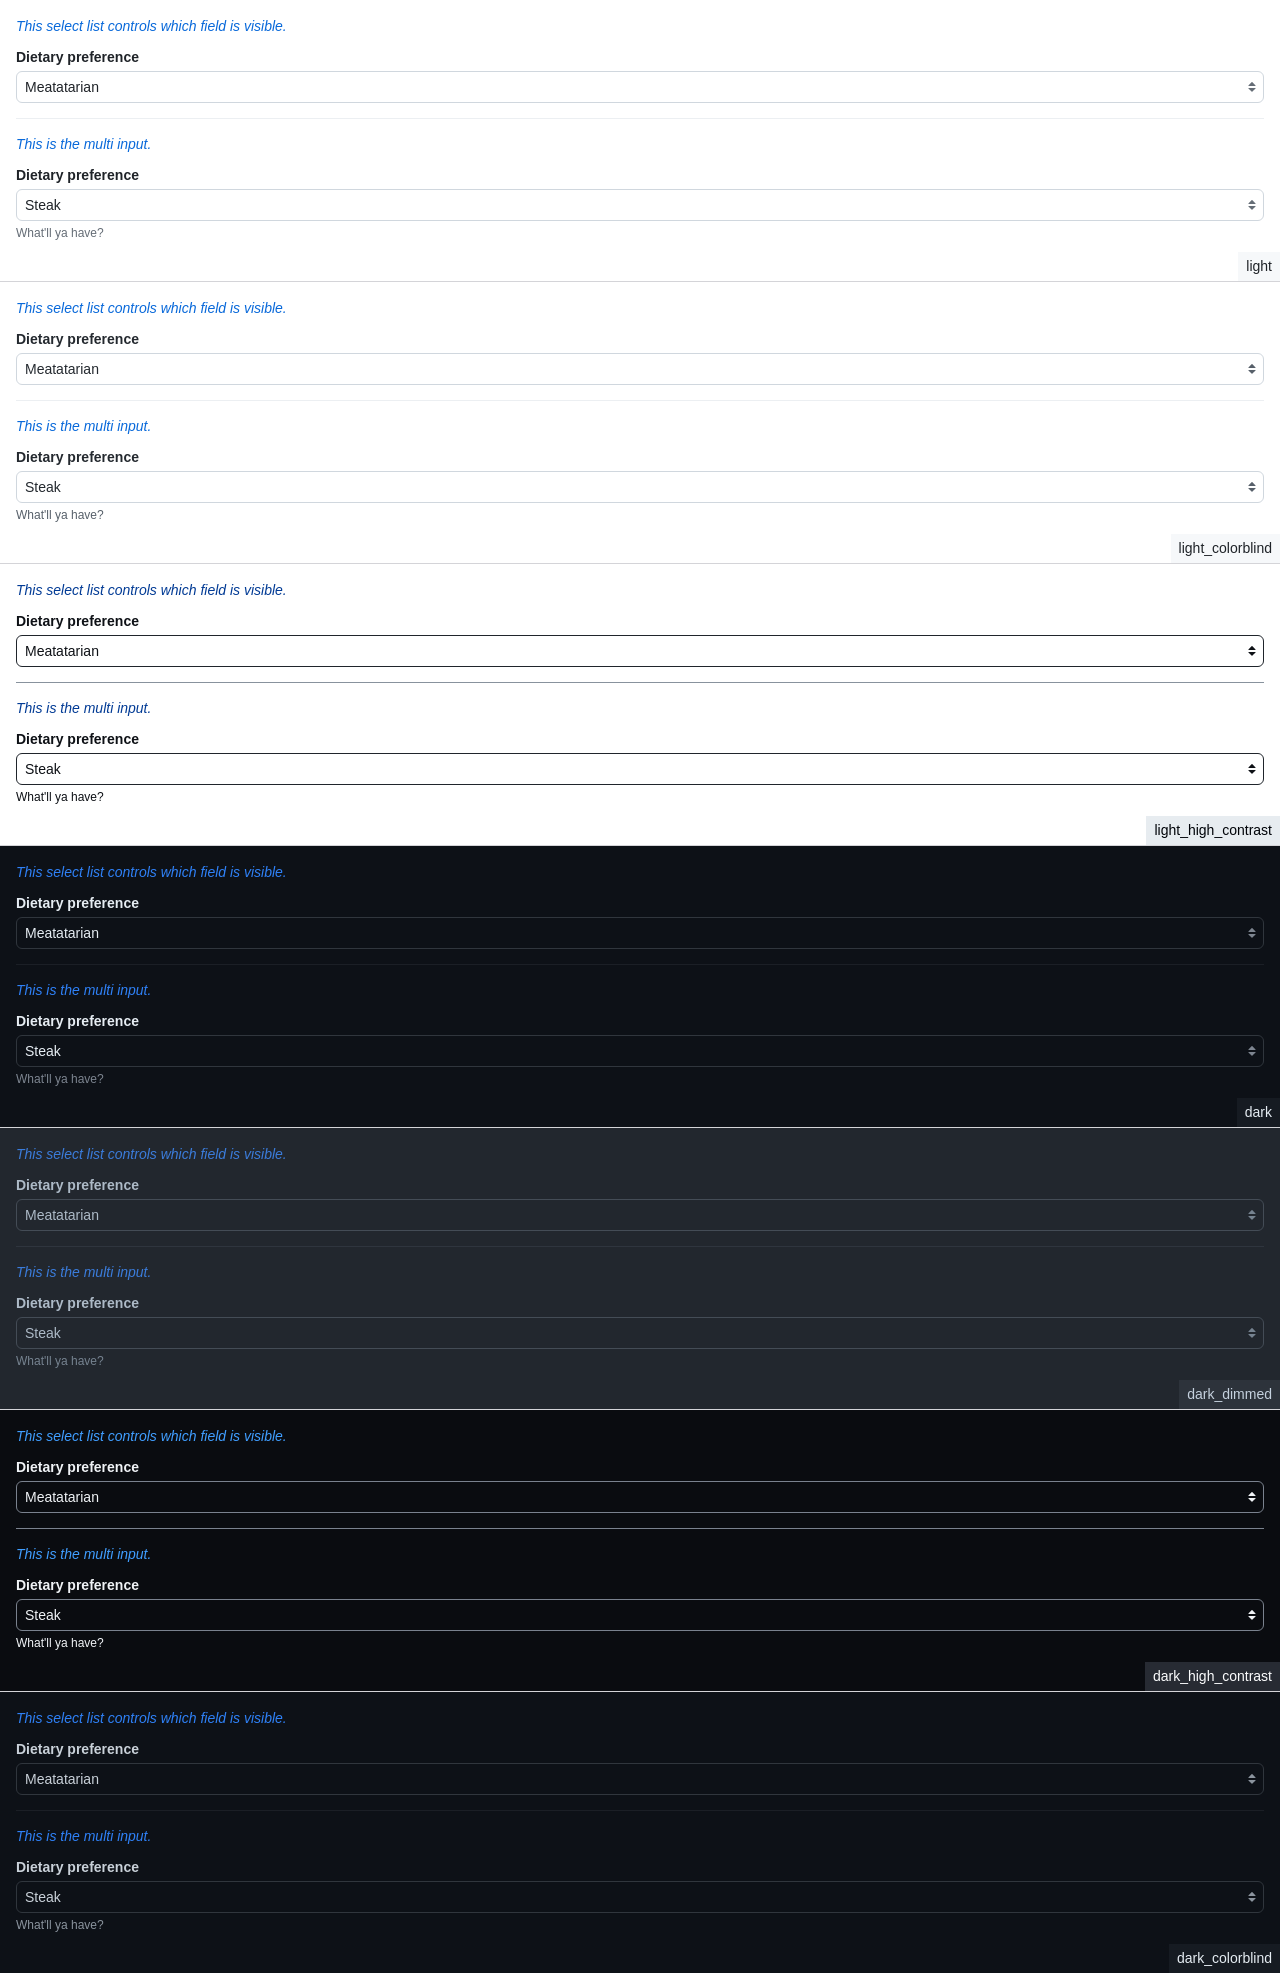 This select list controls which field is visible.
Dietary preference
Meatatarian
This is the multi input.
Dietary preference
Steak
What'll ya have?
light
This select list controls which field is visible.
Dietary preference
Meatatarian
This is the multi input.
Dietary preference
Steak
What'll ya have?
light_colorblind
This select list controls which field is visible.
Dietary preference
Meatatarian
This is the multi input.
Dietary preference
Steak
What'll ya have?
light_high_contrast
This select list controls which field is visible.
Dietary preference
Meatatarian
This is the multi input.
Dietary preference
Steak
What'll ya have?
dark
This select list controls which field is visible.
Dietary preference
Meatatarian
This is the multi input.
Dietary preference
Steak
What'll ya have?
dark_dimmed
This select list controls which field is visible.
Dietary preference
Meatatarian
This is the multi input.
Dietary preference
Steak
What'll ya have?
dark_high_contrast
This select list controls which field is visible.
Dietary preference
Meatatarian
This is the multi input.
Dietary preference
Steak
What'll ya have?
dark_colorblind